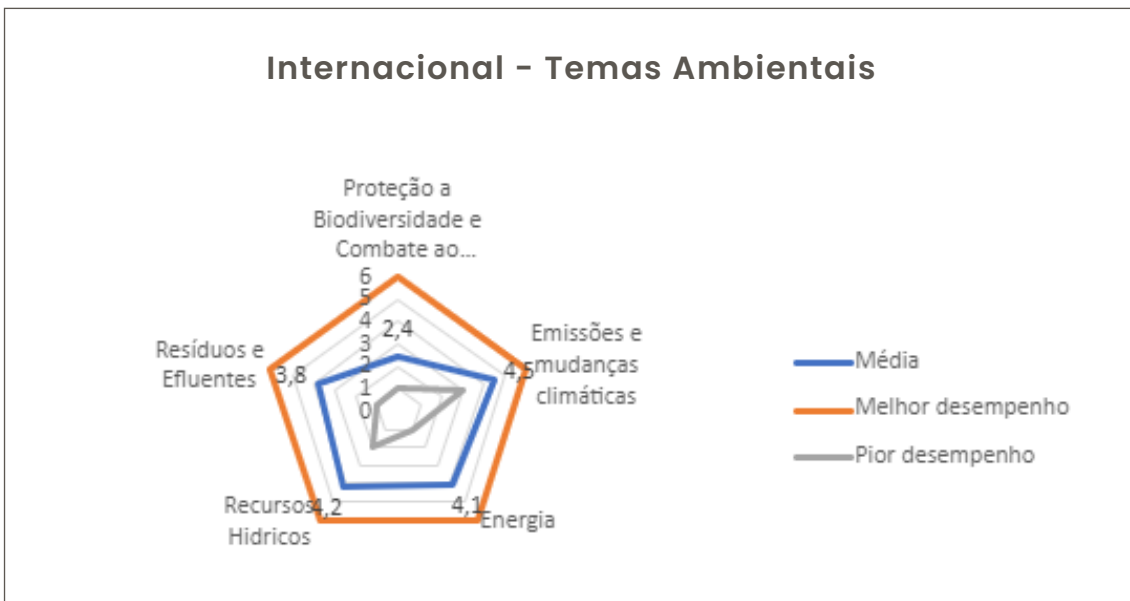 Internacional - Temas Ambientais
Proteção a
Biodiversidade e
Combate ao...
6
5
4
3
2
1
0
2,4
Emissões e
mudanças
climáticas
4,5
Energia
4,1
Recursos
Hidricos
4,2
Resíduos e
Efluentes
3,8
Média
Melhor desempenho
Pior desempenho